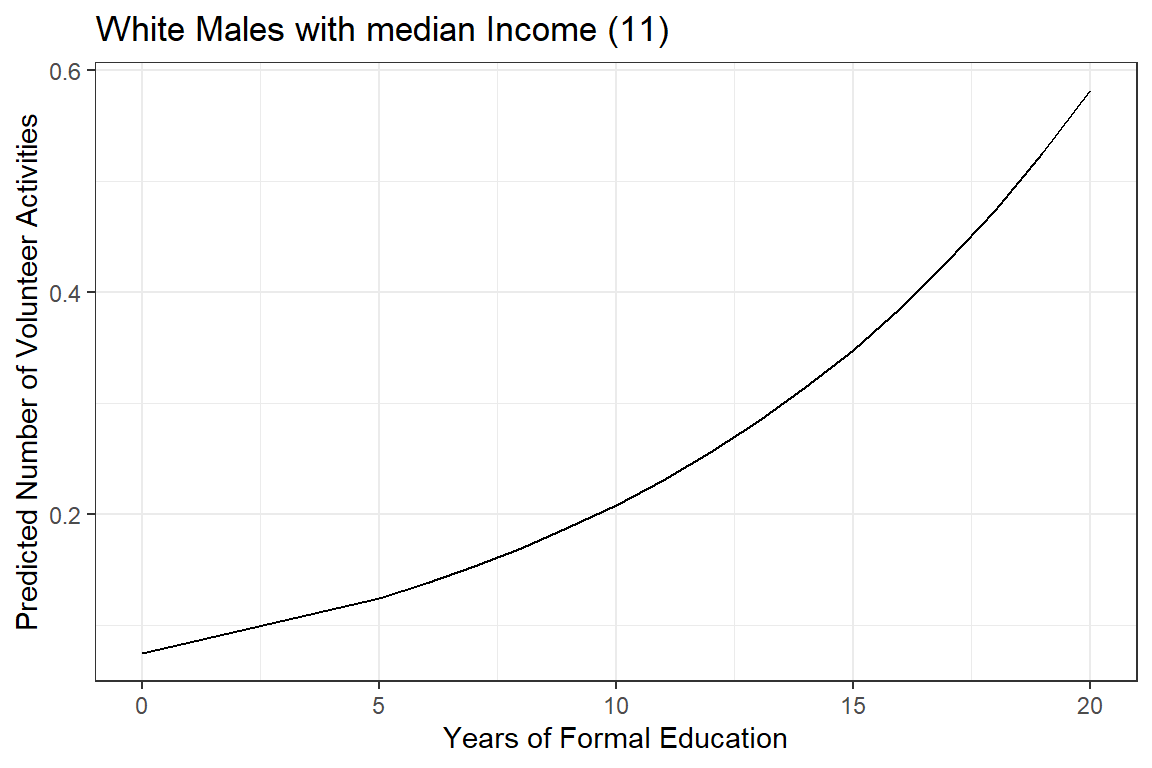 White Males with median Income (11)
Predicted Number of Volunteer Activities
0.6
0.4
0.2
0 5 10 15 20
Years of Formal Education